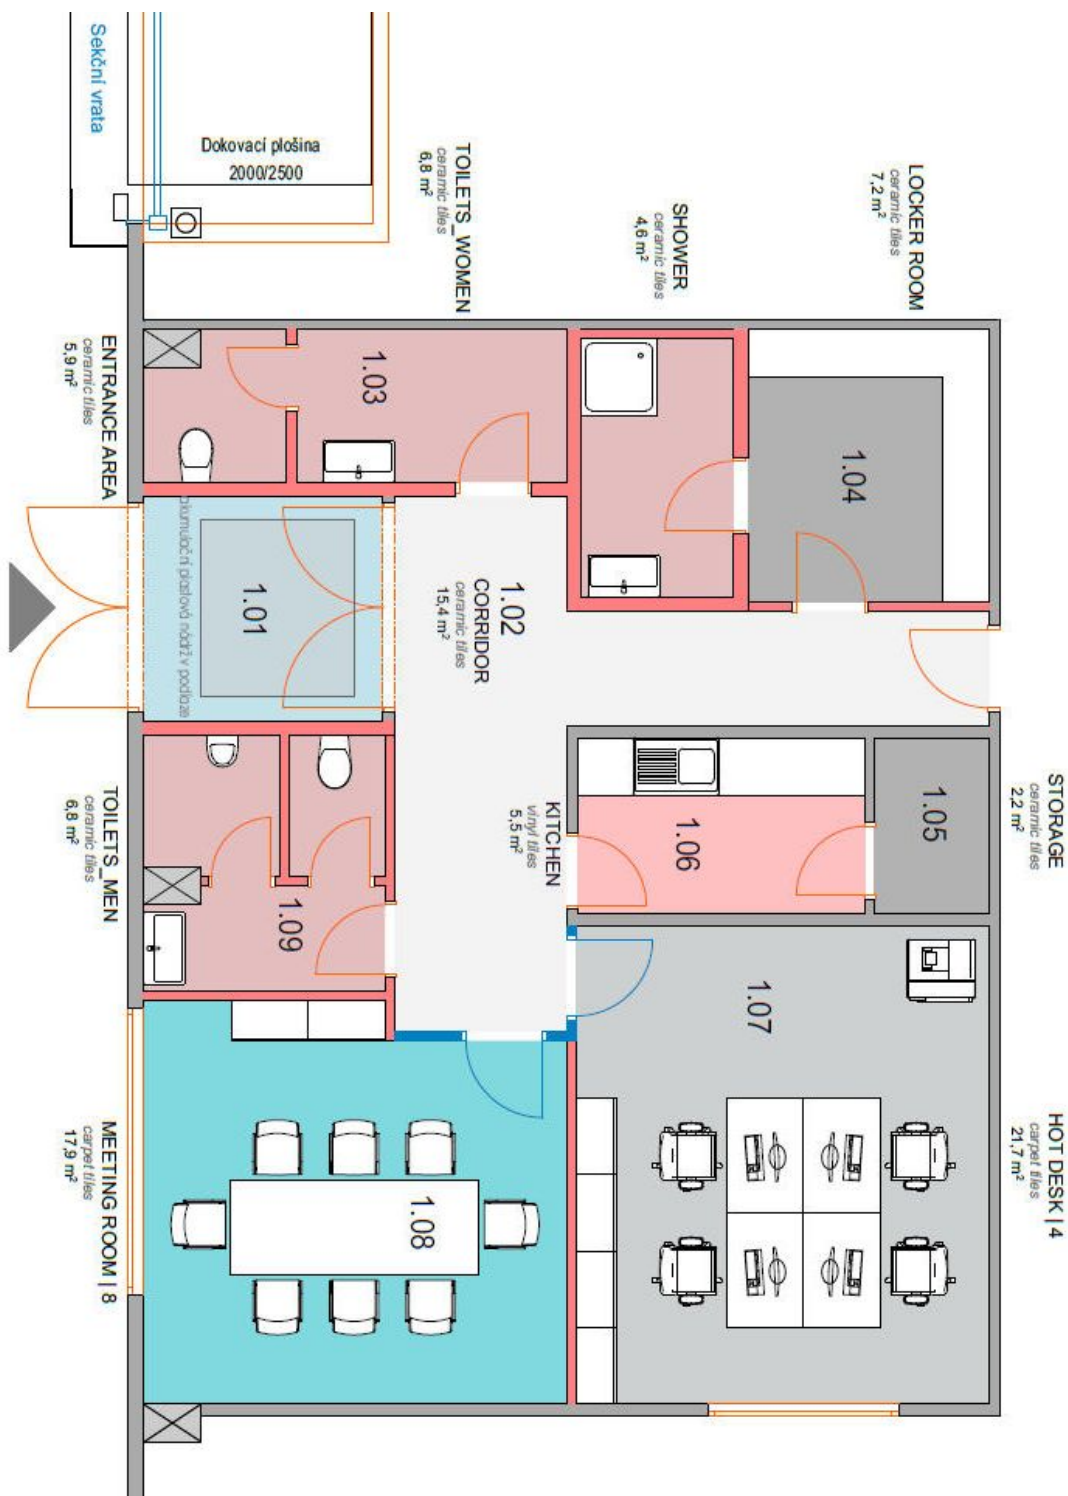 Sekční vrata
Dokovací plošina
2000/2500
TOILETS_WOMEN
ceramic tiles
6,8 m²
SHOWER
ceramic tiles
4,6 m²
LOCKER ROOM
ceramic tiles
7,2 m²
ENTRANCE AREA
ceramic tiles
5,9 m²
1.03
1.04
akumulační plastová nádrž v podlaze
1.01
1.02
CORRIDOR
ceramic tiles
15,4 m²
TOILETS_MEN
ceramic tiles
6,8 m²
1.09
KITCHEN
vinyl tiles
5,5 m²
1.06
1.05
STORAGE
ceramic tiles
2,2 m²
1.07
HOT DESK | 4
carpet tiles
21,7 m²
1.08
MEETING ROOM | 8
carpet tiles
17,9 m²